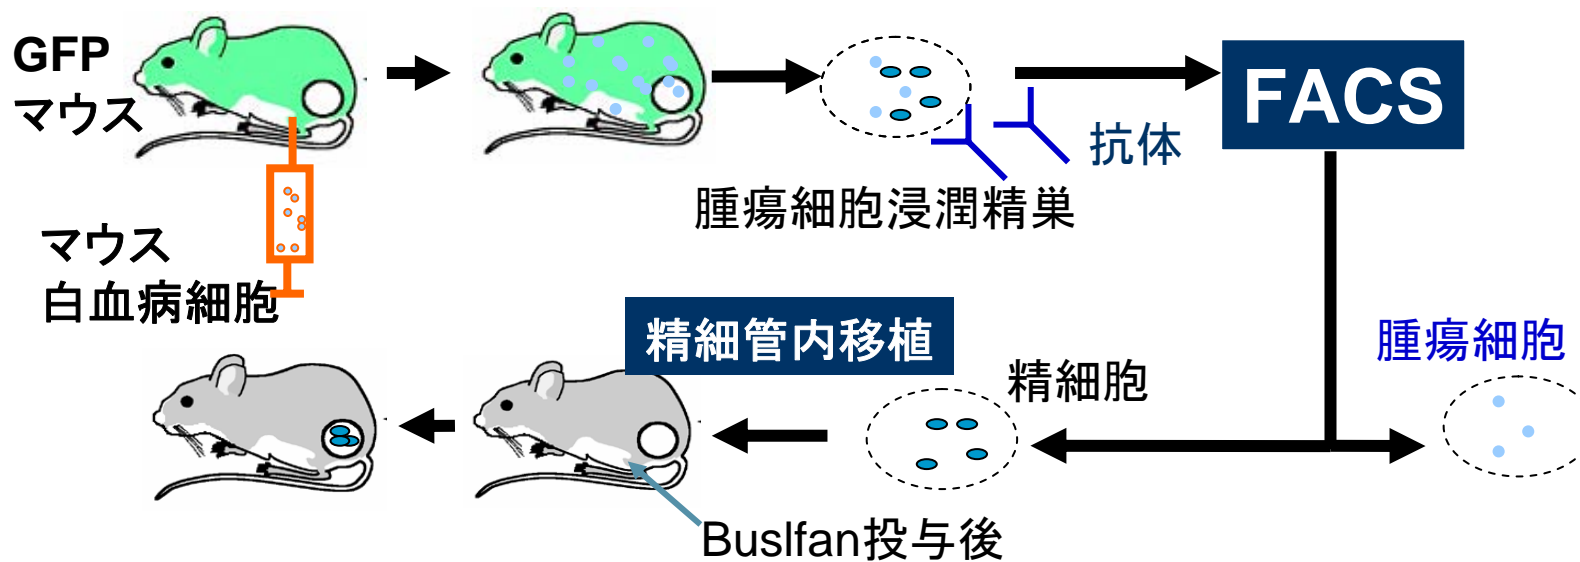 GFP
マウス
FACS
抗体
腫瘍細胞浸潤精巣
マウス
白血病細胞
精細管内移植
腫瘍細胞
精細胞
Buslfan投与後